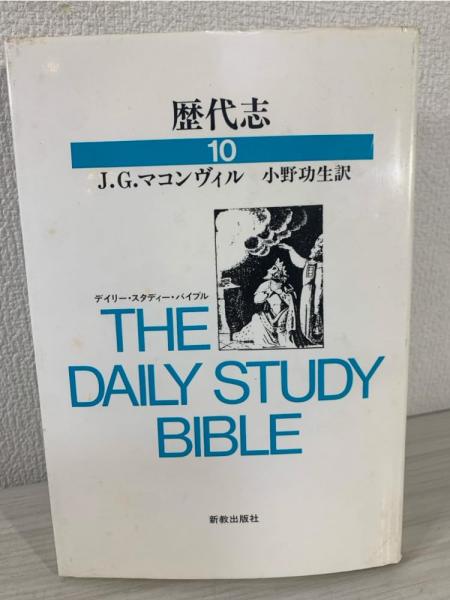 歴代志
10
J.G.マコンヴィル 小野功生訳
デイリー・スタディー・バイブル
THE
DAILY STUDY
BIBLE
新教出版社